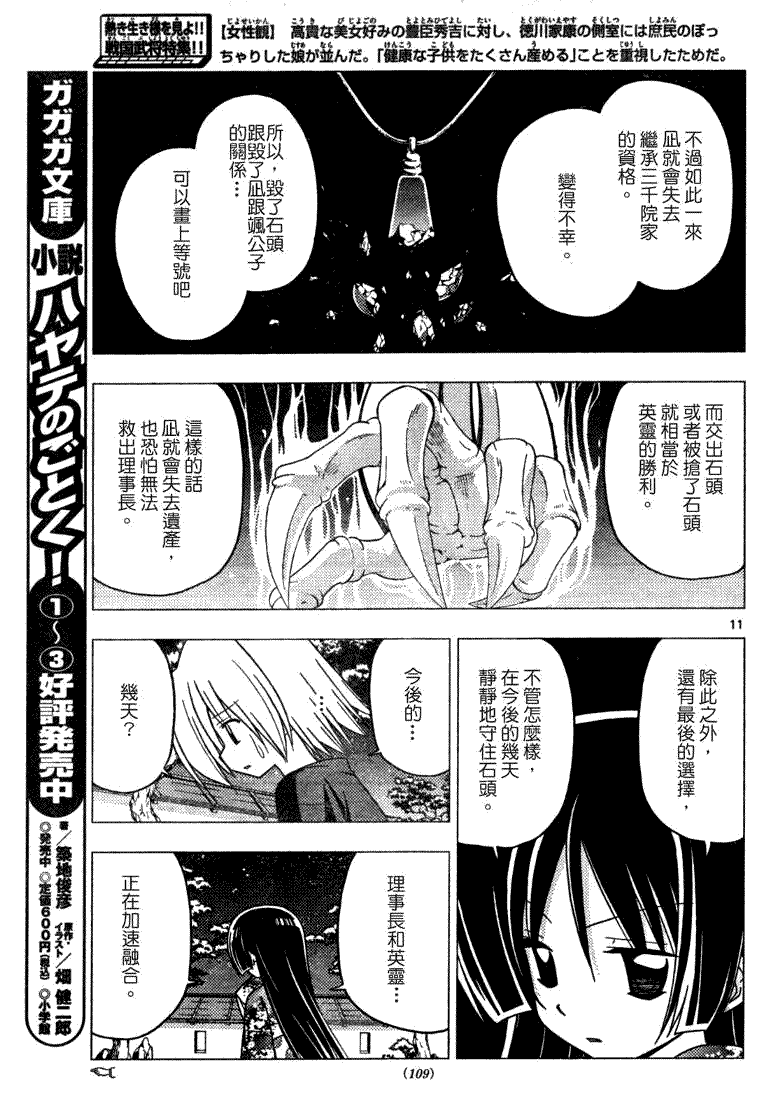 熱き生き様を見よ!!
戦国武将特集!!
【女性観】 高貴な美女好みの豊臣秀吉に対し、徳川家康の側室には庶民のぽっ
ちゃりした娘が並んだ。「健康な子供をたくさん産める」ことを重視したためだ。
不過如此一來
凪就會失去
繼承三千院家
的資格。
變得不幸。
所以，毀了石頭
跟毀了凪跟颯公子
的關係…
可以畫上等號吧
而交出石頭
或者被搶了石頭
就相當於
英靈的勝利。
這樣的話
凪就會失去遺產，
也恐怕無法
救出理事長。
11
除此之外，
還有最後的選擇，
不管怎麼樣，
在今後的幾天
靜靜地守住石頭。
今後的…
幾天？
理事長和英靈…
正在加速融合。
ガガガ文庫
小説 ハヤテのごとく!
①～③好評発売中
著／築地俊彦 原作・イラスト／畑 健二郎
◎発売中 ◎定価600円(税込) ◎小学館
(109)